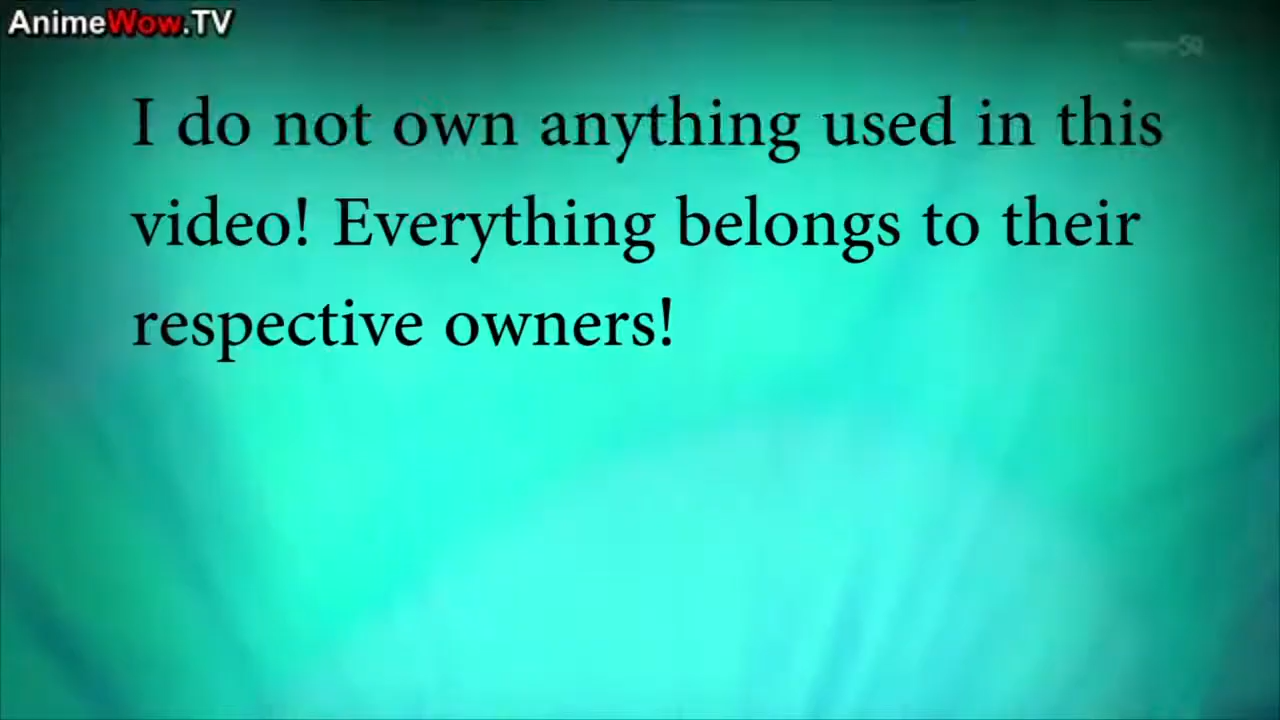 AnimeWow.TV
I do not own anything used in this
video! Everything belongs to their
respective owners!